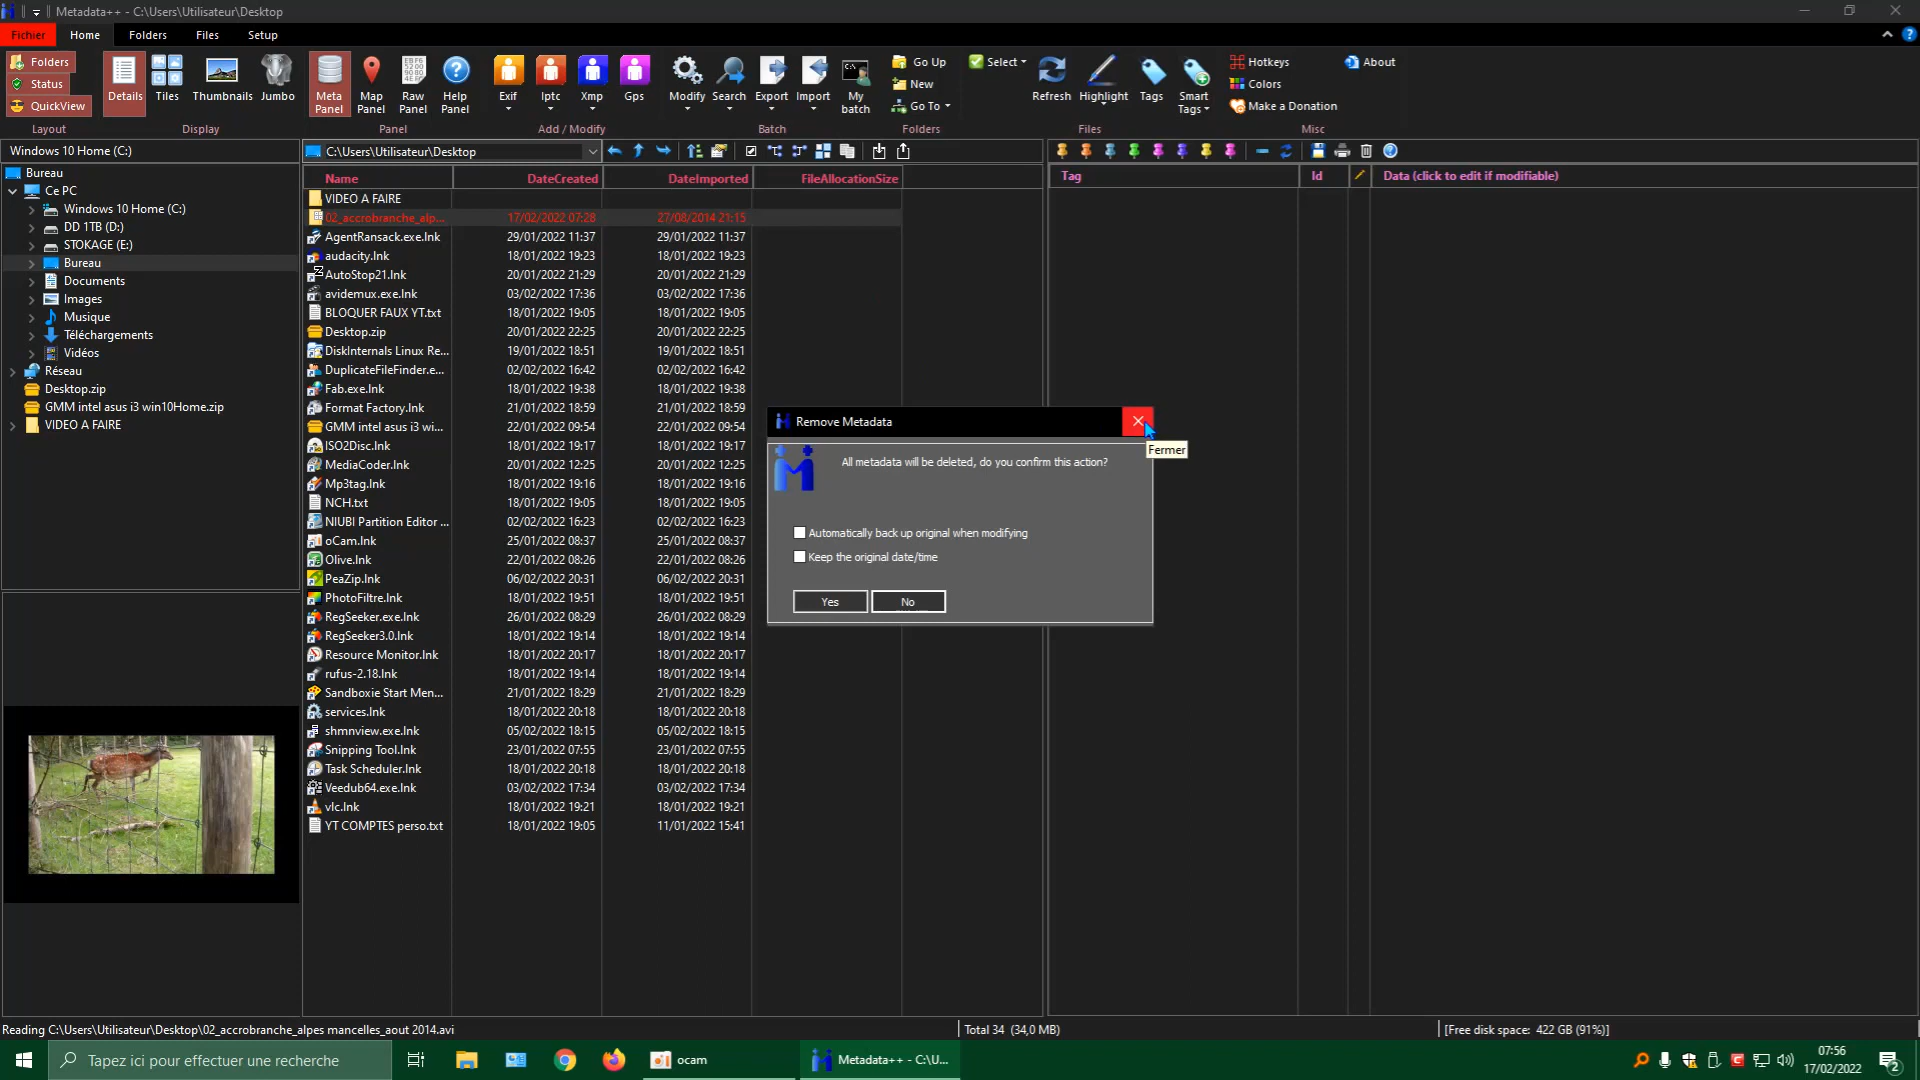 Metadata++ - C:\Users\Utilisateur\Desktop
Fichier Home Folders Files Setup
Folders
Status
QuickView
Layout
Details Tiles Thumbnails Jumbo
Display
Meta Panel Map Panel Raw Panel Help Panel
Panel
Exif Iptc Xmp Gps
Add / Modify
Modify Search Export Import My batch
Batch
Go Up
New
Go To
Folders
Select
Refresh Highlight Tags Smart Tags
Files
Hotkeys
Colors
Make a Donation
About
Misc
Windows 10 Home (C:)
Bureau
Ce PC
Windows 10 Home (C:)
DD 1TB (D:)
STOKAGE (E:)
Bureau
Documents
Images
Musique
Téléchargements
Vidéos
Réseau
Desktop.zip
GMM intel asus i3 win10Home.zip
VIDEO A FAIRE
C:\Users\Utilisateur\Desktop
Name DateCreated DateImported FileAllocationSize
VIDEO A FAIRE
02_accrobranche_alp... 17/02/2022 07:28 27/08/2014 21:15
AgentRansack.exe.lnk 29/01/2022 11:37 29/01/2022 11:37
audacity.lnk 18/01/2022 19:23 18/01/2022 19:23
AutoStop21.lnk 20/01/2022 21:29 20/01/2022 21:29
avidemux.exe.lnk 03/02/2022 17:36 03/02/2022 17:36
BLOQUER FAUX YT.txt 18/01/2022 19:05 18/01/2022 19:05
Desktop.zip 20/01/2022 22:25 20/01/2022 22:25
DiskInternals Linux Re... 19/01/2022 18:51 19/01/2022 18:51
DuplicateFileFinder.e... 02/02/2022 16:42 02/02/2022 16:42
Fab.exe.lnk 18/01/2022 19:38 18/01/2022 19:38
Format Factory.lnk 21/01/2022 18:59 21/01/2022 18:59
GMM intel asus i3 wi... 22/01/2022 09:54 22/01/2022 09:54
ISO2Disc.lnk 18/01/2022 19:17 18/01/2022 19:17
MediaCoder.lnk 20/01/2022 12:25 20/01/2022 12:25
Mp3tag.lnk 18/01/2022 19:16 18/01/2022 19:16
NCH.txt 18/01/2022 19:05 18/01/2022 19:05
NIUBI Partition Editor ... 02/02/2022 16:23 02/02/2022 16:23
oCam.lnk 25/01/2022 08:37 25/01/2022 08:37
Olive.lnk 22/01/2022 08:26 22/01/2022 08:26
PeaZip.lnk 06/02/2022 20:31 06/02/2022 20:31
PhotoFiltre.lnk 18/01/2022 19:51 18/01/2022 19:51
RegSeeker.exe.lnk 26/01/2022 08:29 26/01/2022 08:29
RegSeeker3.0.lnk 18/01/2022 19:14 18/01/2022 19:14
Resource Monitor.lnk 18/01/2022 20:17 18/01/2022 20:17
rufus-2.18.lnk 18/01/2022 19:14 18/01/2022 19:14
Sandboxie Start Men... 21/01/2022 18:29 21/01/2022 18:29
services.lnk 18/01/2022 20:18 18/01/2022 20:18
shmnview.exe.lnk 05/02/2022 18:15 05/02/2022 18:15
Snipping Tool.lnk 23/01/2022 07:55 23/01/2022 07:55
Task Scheduler.lnk 18/01/2022 20:18 18/01/2022 20:18
Veedub64.exe.lnk 03/02/2022 17:34 03/02/2022 17:34
vlc.lnk 18/01/2022 19:21 18/01/2022 19:21
YT COMPTES perso.txt 18/01/2022 19:05 11/01/2022 15:41
Tag Id Data (click to edit if modifiable)
Remove Metadata
Fermer
All metadata will be deleted, do you confirm this action?
Automatically back up original when modifying
Keep the original date/time
Yes No
Reading C:\Users\Utilisateur\Desktop\02_accrobranche_alpes mancelles_aout 2014.avi
Total 34 (34,0 MB)
[Free disk space: 422 GB (91%)]
Tapez ici pour effectuer une recherche
ocam
Metadata++ - C:\U...
07:56
17/02/2022
2